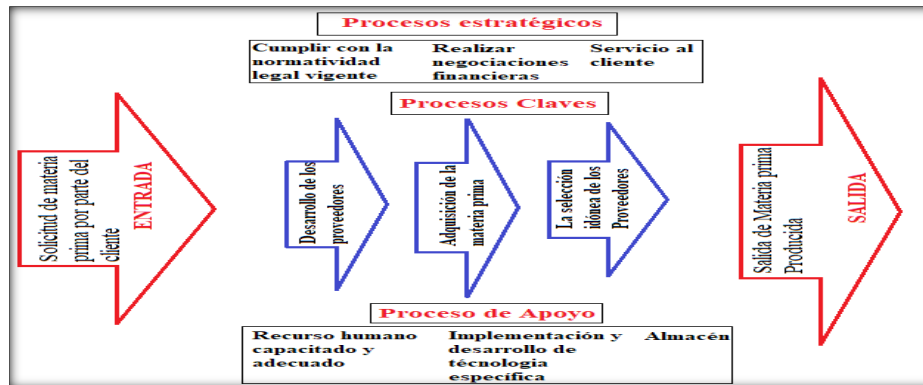 Procesos estratégicos
Cumplir con la
normatividad
legal vigente
Realizar
negociaciones
financieras
Servicio al
cliente
Procesos Claves
Solicitud de materia
prima por parte del
cliente
ENTRADA
Desarrollo de los
proveedores
Adquisición de la
materia prima
La selección
idónea de los
Proveedores
Salida de Materia prima
Producida
SALIDA
Proceso de Apoyo
Recurso humano
capacitado y
adecuado
Implementación y
desarrollo de
técnologia
especifica
Almacén